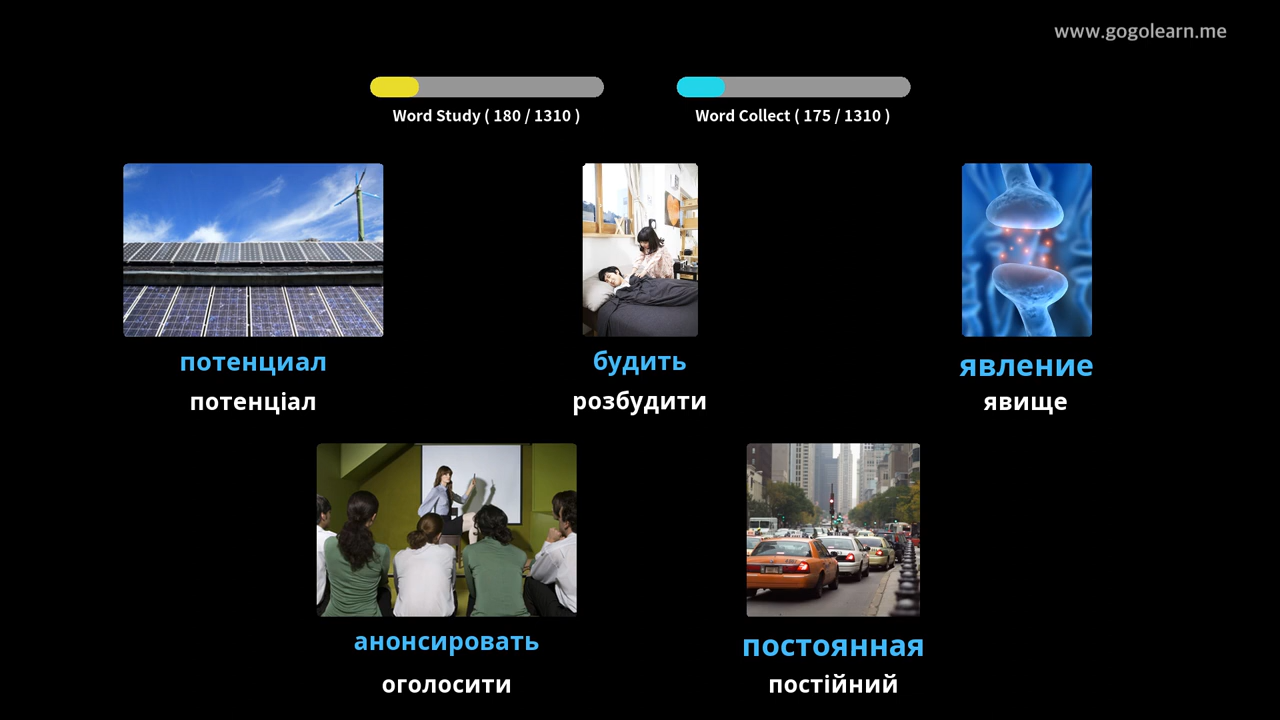 www.gogolearn.me
Word Study ( 180 / 1310 )
Word Collect ( 175 / 1310 )
потенциал
потенціал
будить
розбудити
явление
явище
анонсировать
оголосити
постоянная
постійний